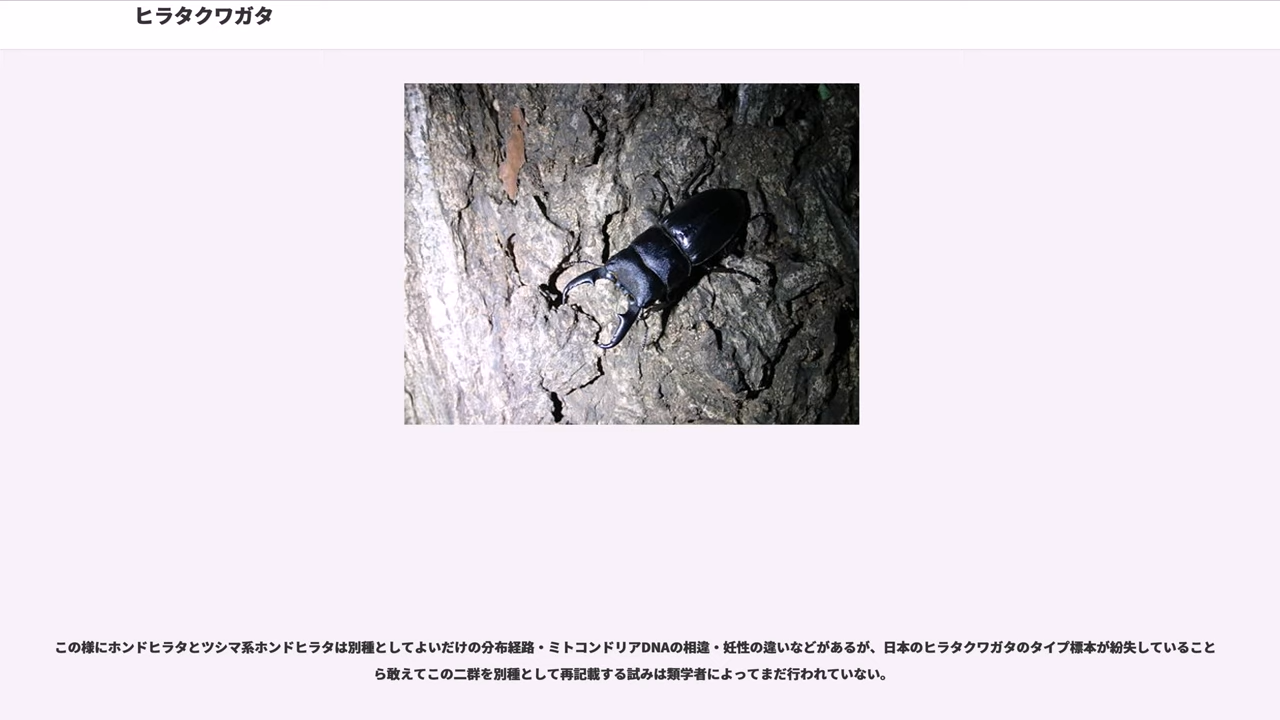 ヒラタクワガタ
この様にホンドヒラタとツシマ系ホンドヒラタは別種としてよいだけの分布経路・ミトコンドリアDNAの相違・妊性の違いなどがあるが、日本のヒラタクワガタのタイプ標本が紛失していること
ら敢えてこの二群を別種として再記載する試みは類学者によってまだ行われていない。